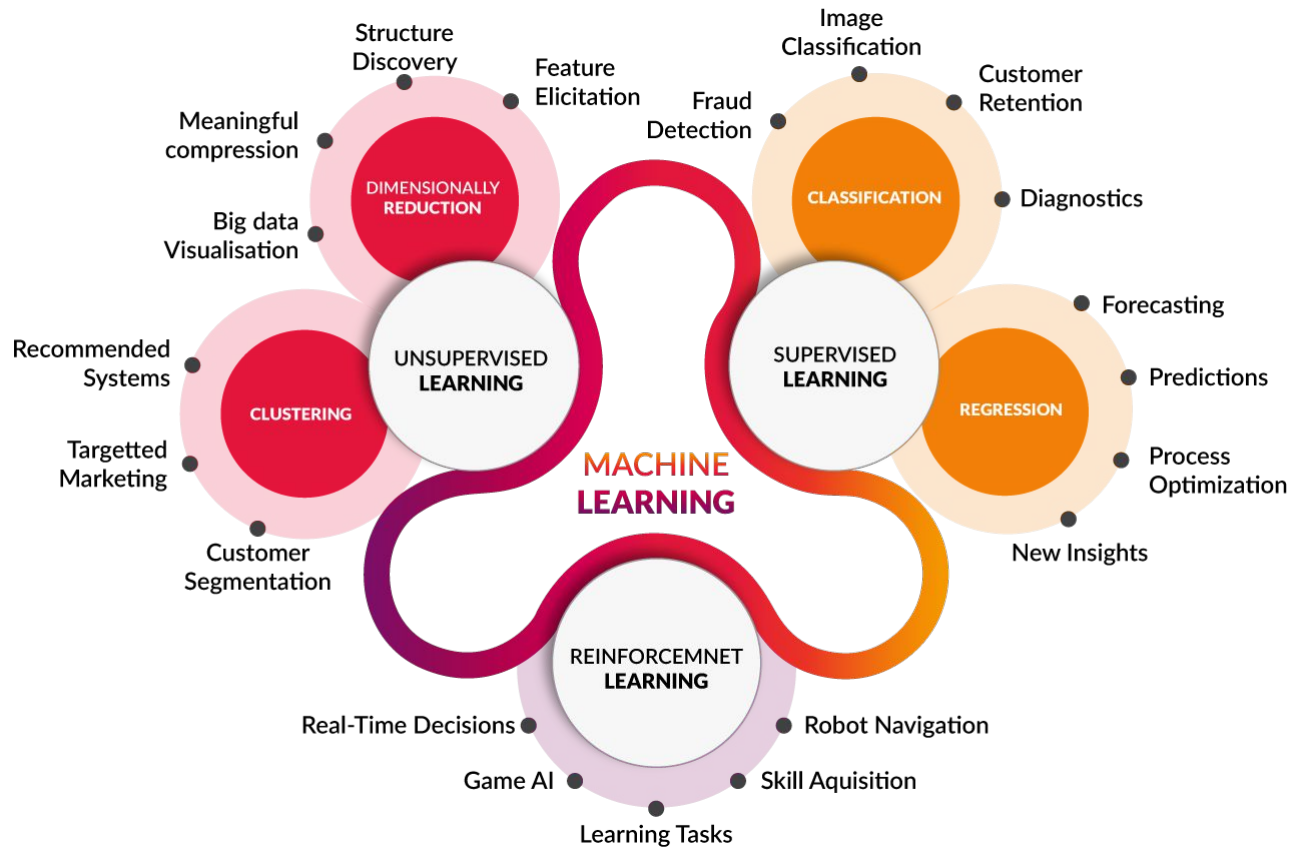 Structure
Discovery
Feature
Elicitation
Meaningful
compression
Big data
Visualisation
DIMENSIONALLY
REDUCTION
Recommended
Systems
Targetted
Marketing
Customer
Segmentation
CLUSTERING
UNSUPERVISED
LEARNING
Image
Classification
Customer
Retention
Fraud
Detection
Diagnostics
CLASSIFICATION
SUPERVISED
LEARNING
Forecasting
Predictions
Process
Optimization
New Insights
REGRESSION
MACHINE
LEARNING
REINFORCEMNET
LEARNING
Real-Time Decisions
Game AI
Learning Tasks
Skill Aquisition
Robot Navigation